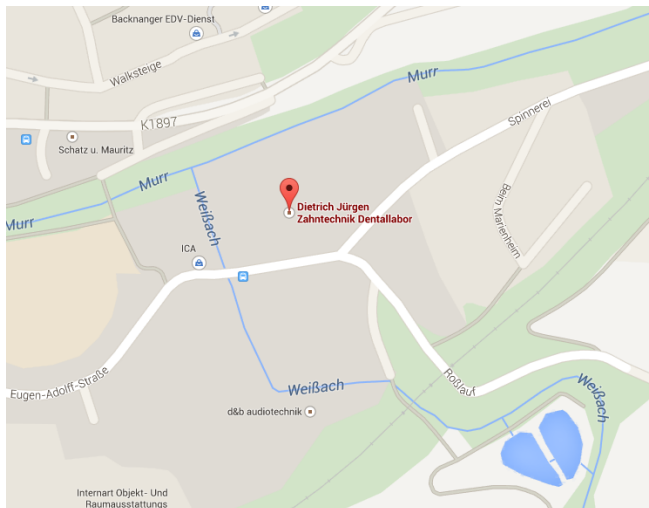 Backnanger EDV-Dienst
Walksteige
Murr
K1897
Spinnerei
Schatz u. Mauritz
Murr
Murr
Weißach
Dietrich Jürgen
Zahntechnik Dentallabor
Beim Marienheim
ICA
Eugen-Adolff-Straße
Weißach
Roßlauf
Weißach
d&b audiotechnik
Internart Objekt- Und
Raumausstattungs